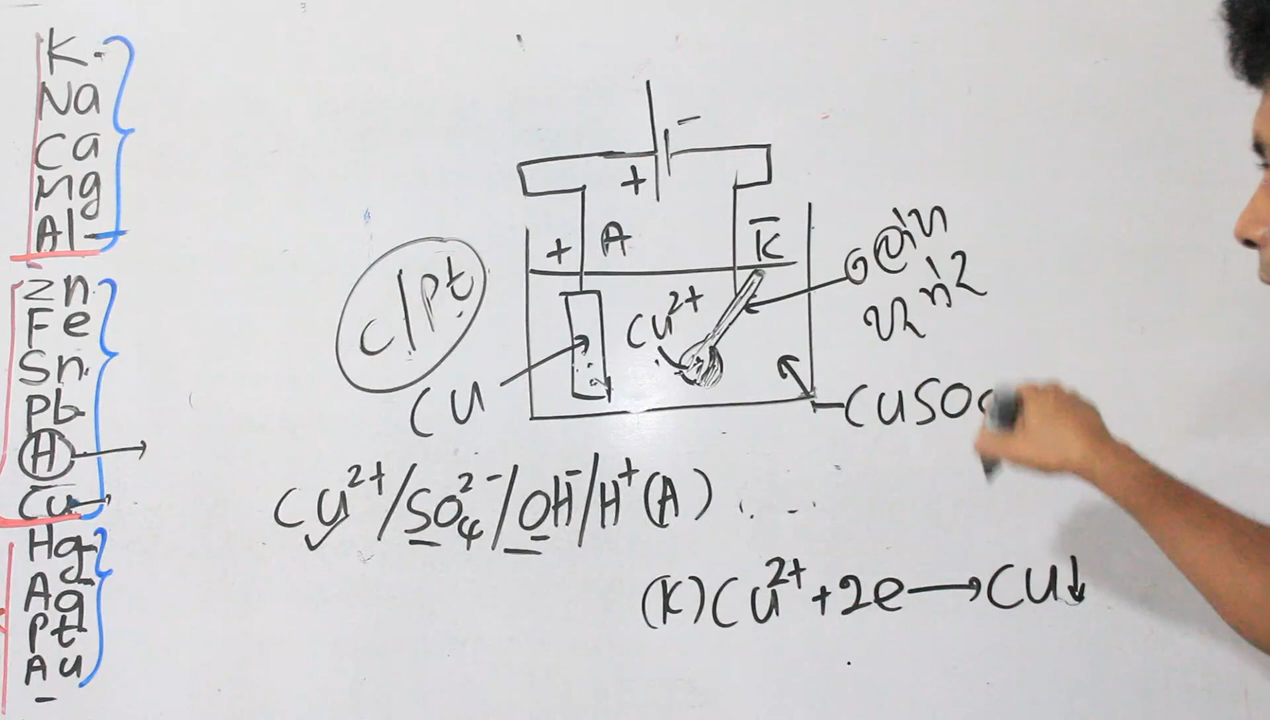 K
Na
Ca
Mg
Al
Zn
Fe
Sn
Pb
H
Cu
Hg
Ag
Pt
Au
+ -
+ A K̅
C/Pt
Cu²⁺
Cu
CuSO
Cu²⁺/SO₄²⁻/OH⁻/H⁺(A) ....
(K)Cu²⁺+2e→Cu↓